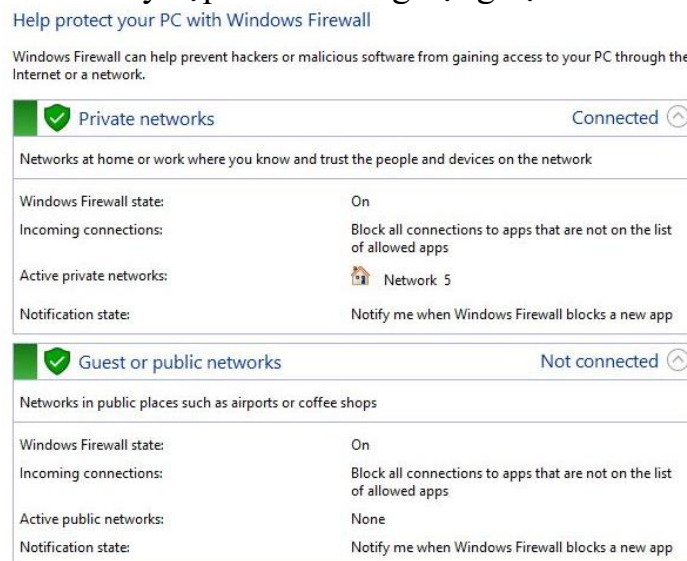 Help protect your PC with Windows Firewall
Windows Firewall can help prevent hackers or malicious software from gaining access to your PC through the
Internet or a network.
Private networks Connected
Networks at home or work where you know and trust the people and devices on the network
Windows Firewall state: On
Incoming connections: Block all connections to apps that are not on the list
of allowed apps
Active private networks: Network 5
Notification state: Notify me when Windows Firewall blocks a new app
Guest or public networks Not connected
Networks in public places such as airports or coffee shops
Windows Firewall state: On
Incoming connections: Block all connections to apps that are not on the list
of allowed apps
Active public networks: None
Notification state: Notify me when Windows Firewall blocks a new app